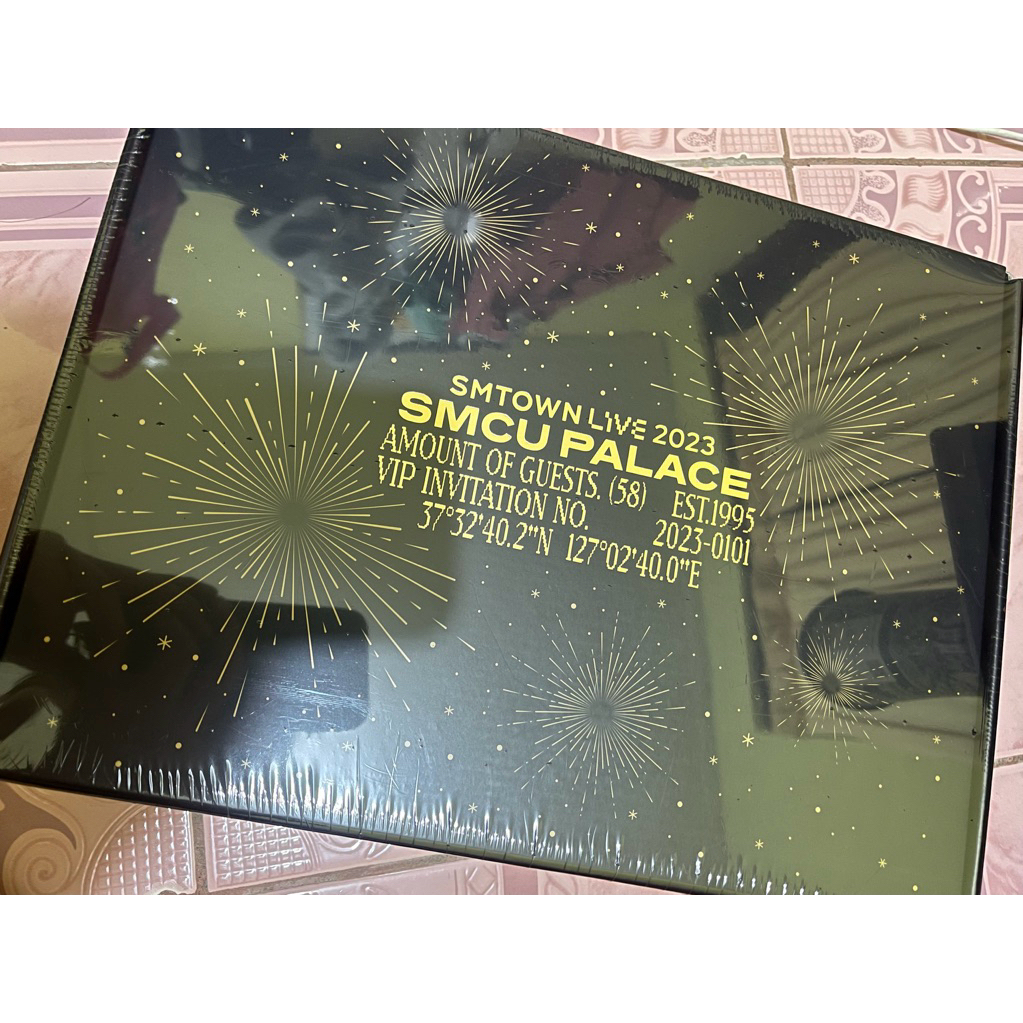 SMTOWN LIVE 2023
SMCU PALACE
AMOUNT OF GUESTS. (58) EST.1995
VIP INVITATION NO. 2023-0101
37°32'40.2"N 127°02'40.0"E